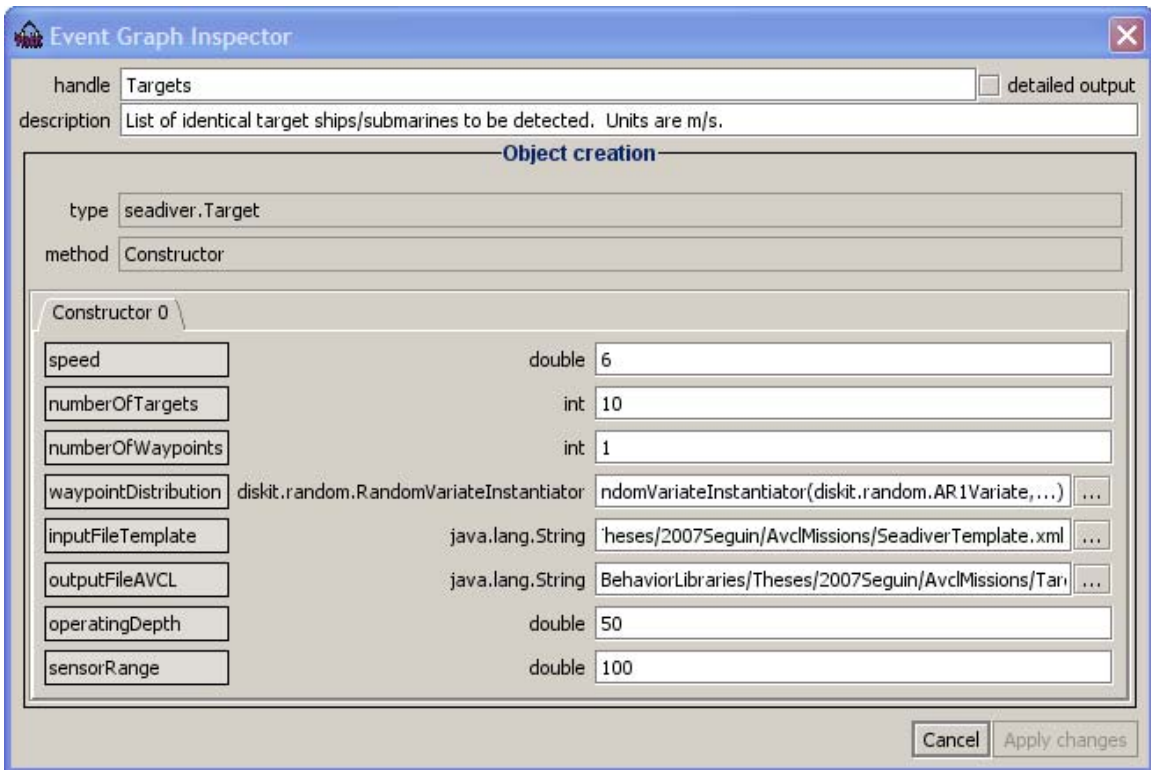 Event Graph Inspector
handle Targets detailed output
description List of identical target ships/submarines to be detected. Units are m/s.
Object creation
type seadiver.Target
method Constructor
Constructor 0
speed double 6
numberOfTargets int 10
numberOfWaypoints int 1
waypointDistribution diskit.random.RandomVariateInstantiator ndomVariateInstantiator(diskit.random.AR1Variate,...) ...
inputFileTemplate java.lang.String heses/2007Seguin/AvclMissions/SeadiverTemplate.xml ...
outputFileAVCL java.lang.String BehaviorLibraries/Theses/2007Seguin/AvclMissions/Tar ...
operatingDepth double 50
sensorRange double 100
Cancel Apply changes